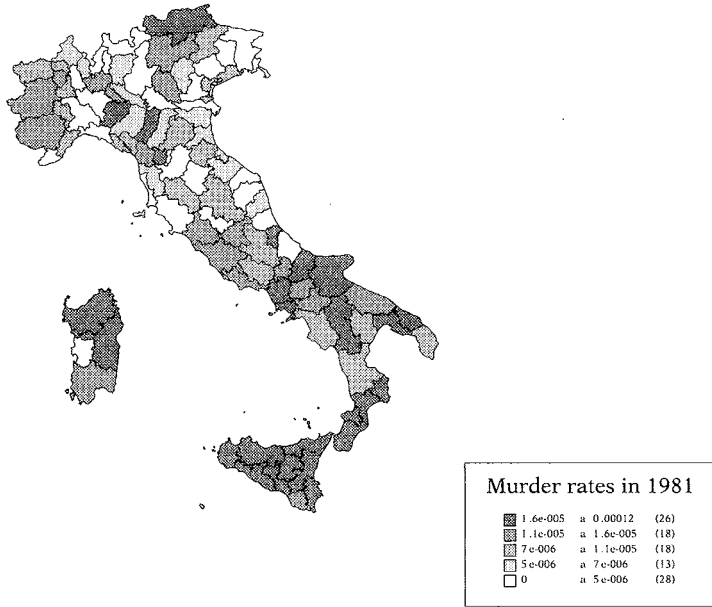 Murder rates in 1981
1.6e-005 a 0.00012 (26)
1.1e-005 a 1.6e-005 (18)
7e-006 a 1.1e-005 (18)
5e-006 a 7e-006 (13)
0 a 5e-006 (28)